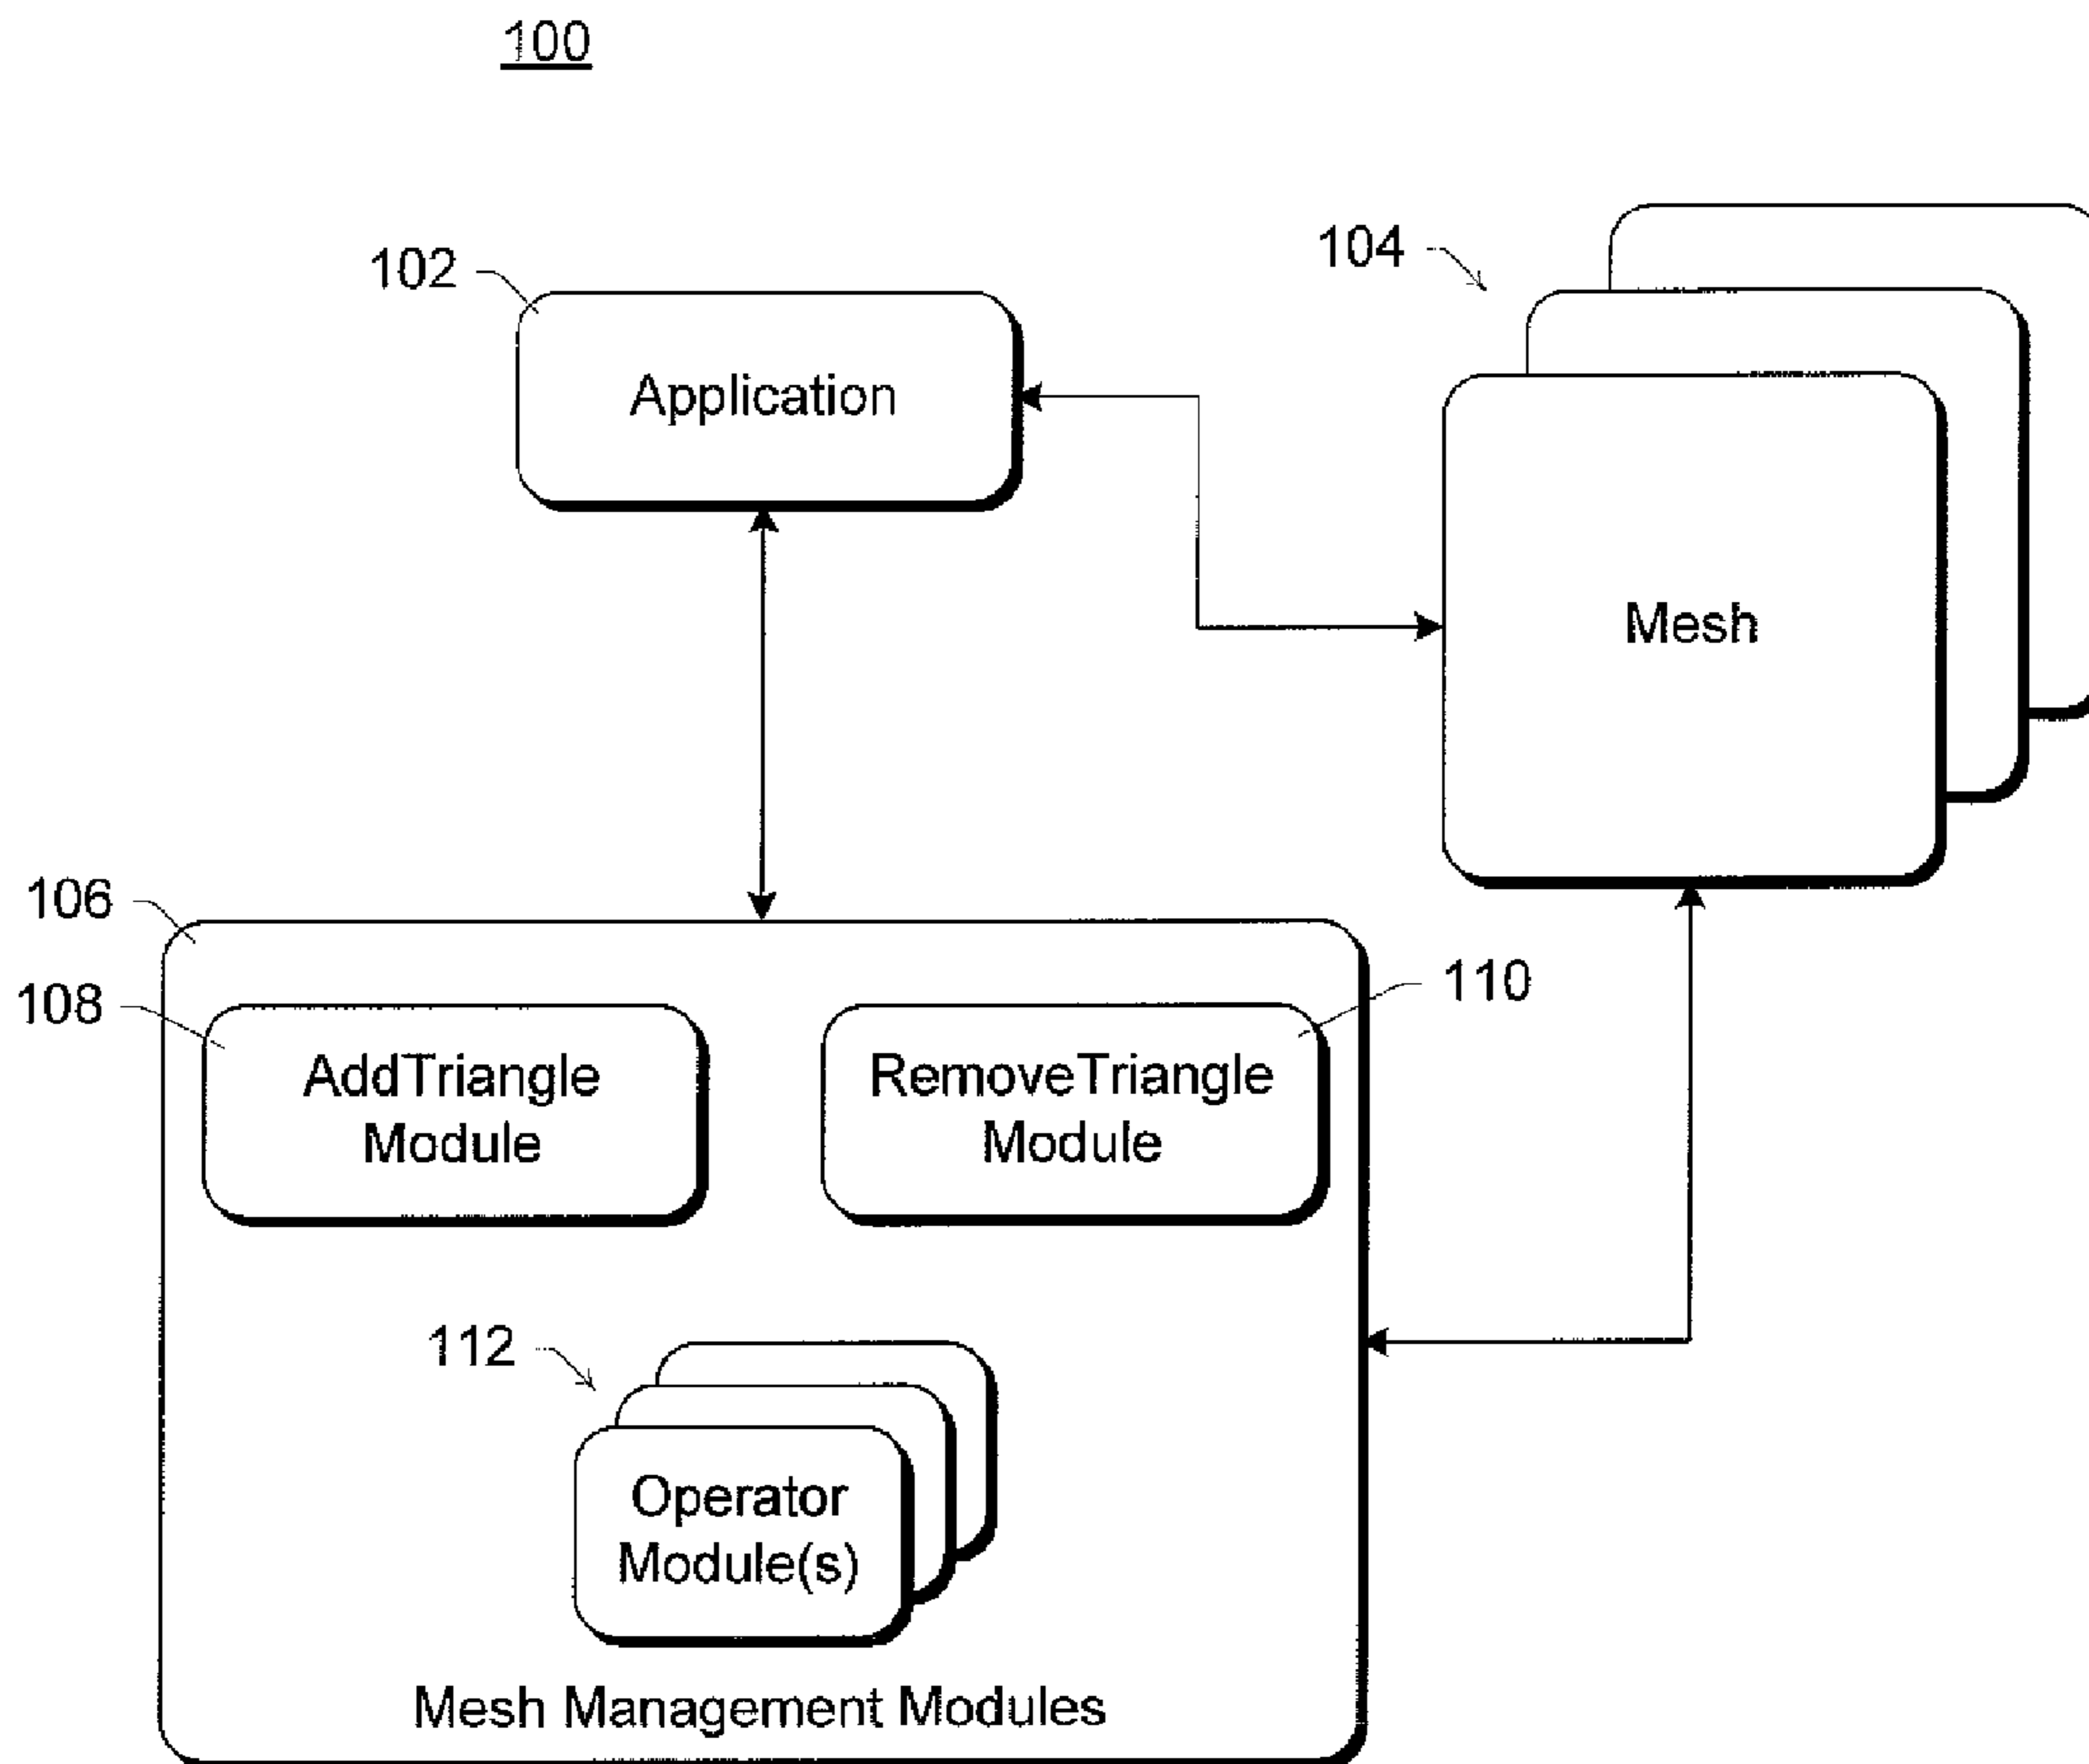 100
102
104
Application
Mesh
106
108
110
AddTriangle
Module
RemoveTriangle
Module
112
Operator
Module(s)
Mesh Management Modules